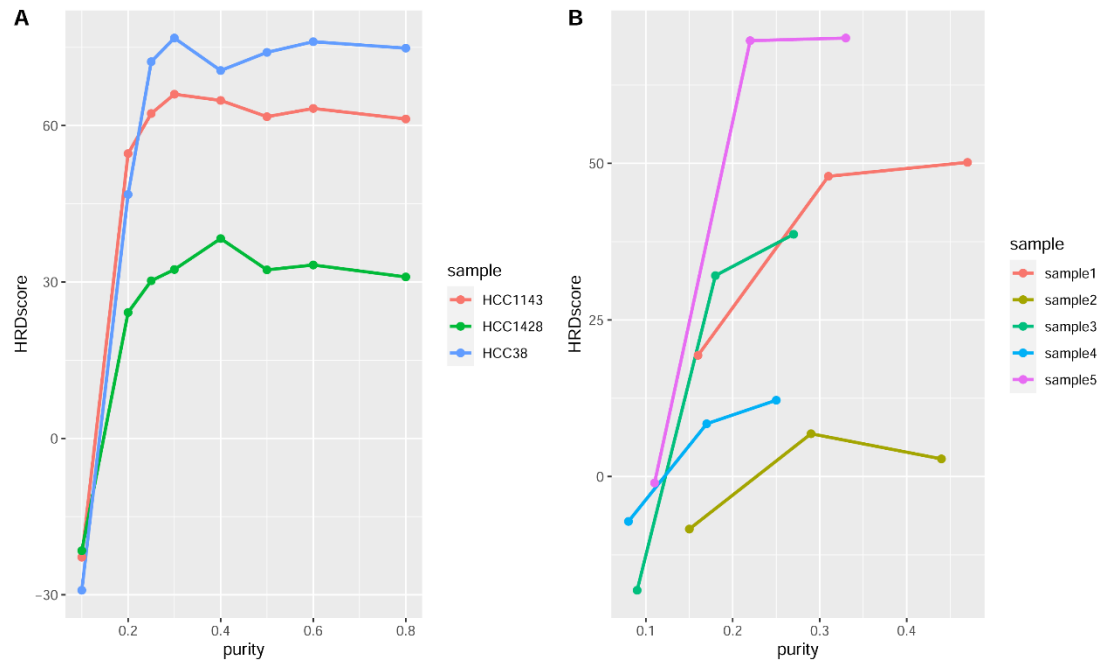 A
HRDscore
60
30
0
−30
0.2 0.4 0.6 0.8
purity
sample
HCC1143
HCC1428
HCC38
B
HRDscore
50
25
0
0.1 0.2 0.3 0.4
purity
sample
sample1
sample2
sample3
sample4
sample5